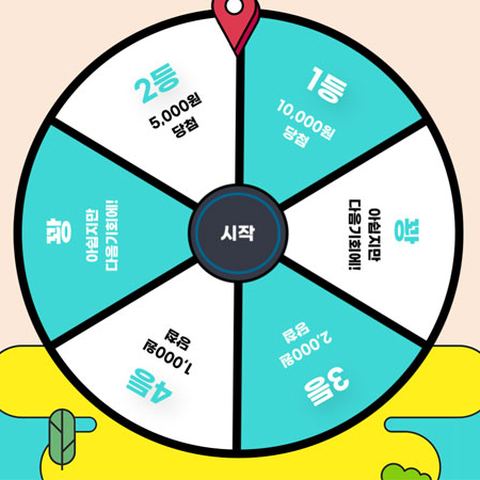 1등
10,000원
당첨
꽝
아쉽지만
다음기회에!
3등
2,000원
당첨
4등
1,000원
당첨
꽝
아쉽지만
다음기회에!
2등
5,000원
당첨
시작